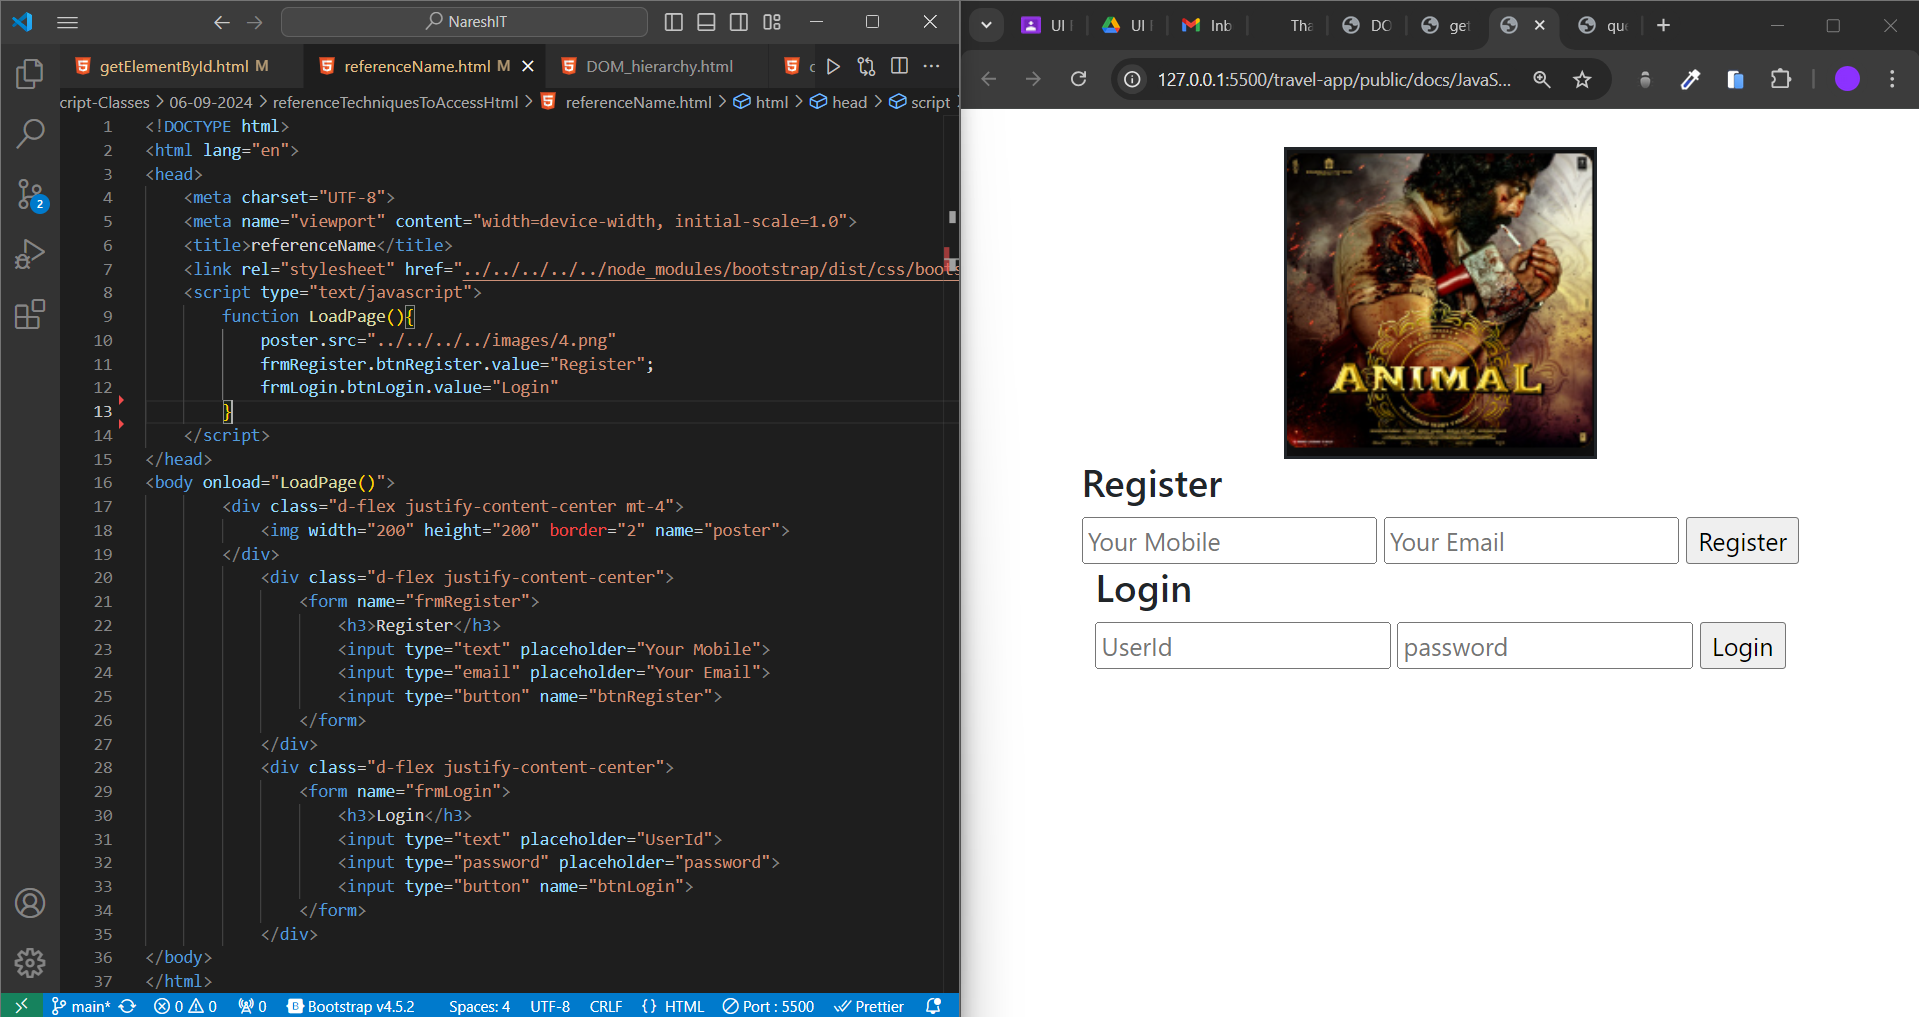 NareshIT
getElementById.html M
referenceName.html M
DOM_hierarchy.html
cript-Classes > 06-09-2024 > referenceTechniquesToAccessHtml > referenceName.html > html > head > script
1 <!DOCTYPE html>
2 <html lang="en">
3 <head>
4 <meta charset="UTF-8">
5 <meta name="viewport" content="width=device-width, initial-scale=1.0">
6 <title>referenceName</title>
7 <link rel="stylesheet" href="../../../../../node_modules/bootstrap/dist/css/boots
8 <script type="text/javascript">
9 function LoadPage(){
10 poster.src="../../../../images/4.png"
11 frmRegister.btnRegister.value="Register";
12 frmLogin.btnLogin.value="Login"
13 }
14 </script>
15 </head>
16 <body onload="LoadPage()">
17 <div class="d-flex justify-content-center mt-4">
18 <img width="200" height="200" border="2" name="poster">
19 </div>
20 <div class="d-flex justify-content-center">
21 <form name="frmRegister">
22 <h3>Register</h3>
23 <input type="text" placeholder="Your Mobile">
24 <input type="email" placeholder="Your Email">
25 <input type="button" name="btnRegister">
26 </form>
27 </div>
28 <div class="d-flex justify-content-center">
29 <form name="frmLogin">
30 <h3>Login</h3>
31 <input type="text" placeholder="UserId">
32 <input type="password" placeholder="password">
33 <input type="button" name="btnLogin">
34 </form>
35 </div>
36 </body>
37 </html>
2
main* 0 0 0 Bootstrap v4.5.2 Spaces: 4 UTF-8 CRLF {} HTML Port : 5500 Prettier
UI UI Inb Tha DO get que
127.0.0.1:5500/travel-app/public/docs/JavaS...
ANIMAL
Register
Your Mobile Your Email Register
Login
UserId password Login